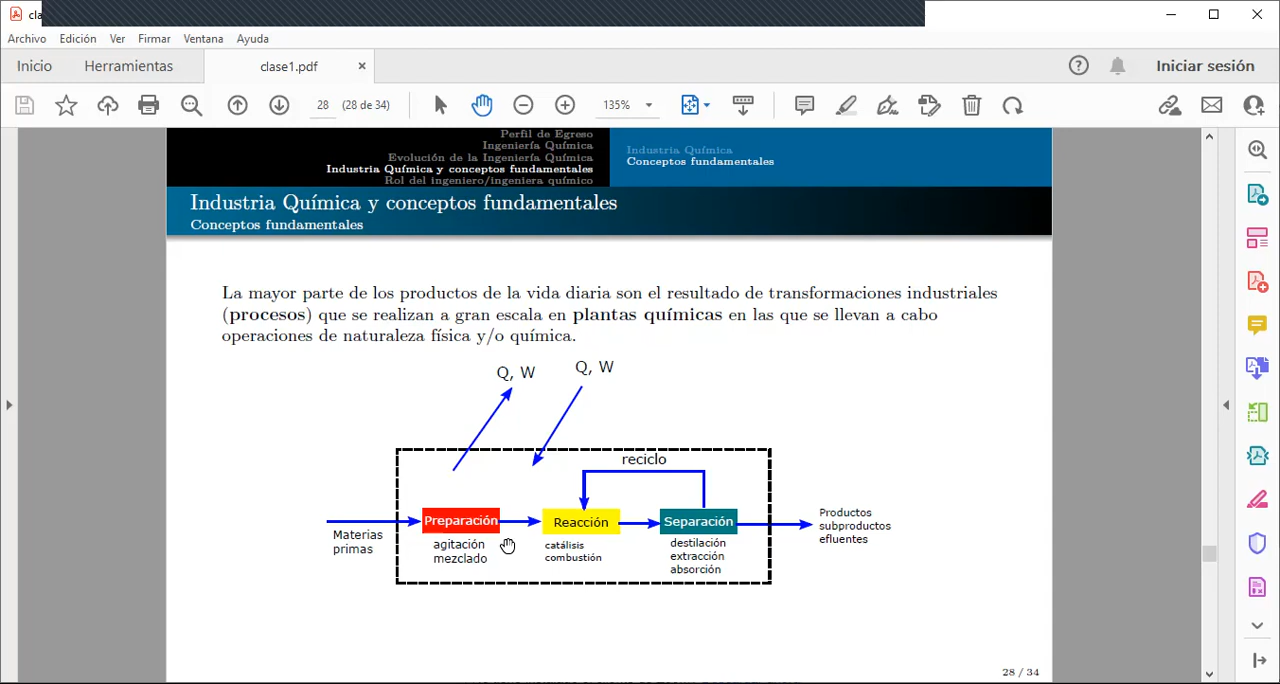 cla
Archivo Edición Ver Firmar Ventana Ayuda
Inicio Herramientas clase1.pdf × Iniciar sesión
28 (28 de 34) 135%
Perfil de Egreso
Ingeniería Química
Evolución de la Ingeniería Química
Industria Química y conceptos fundamentales
Rol del ingeniero/ingeniera químico
Industria Química
Conceptos fundamentales
Industria Química y conceptos fundamentales
Conceptos fundamentales
La mayor parte de los productos de la vida diaria son el resultado de transformaciones industriales
(procesos) que se realizan a gran escala en plantas químicas en las que se llevan a cabo
operaciones de naturaleza física y/o química.
Q, W
Q, W
reciclo
Materias
primas
Preparación
agitación
mezclado
Reacción
catálisis
combustión
Separación
destilación
extracción
absorción
Productos
subproductos
efluentes
28 / 34